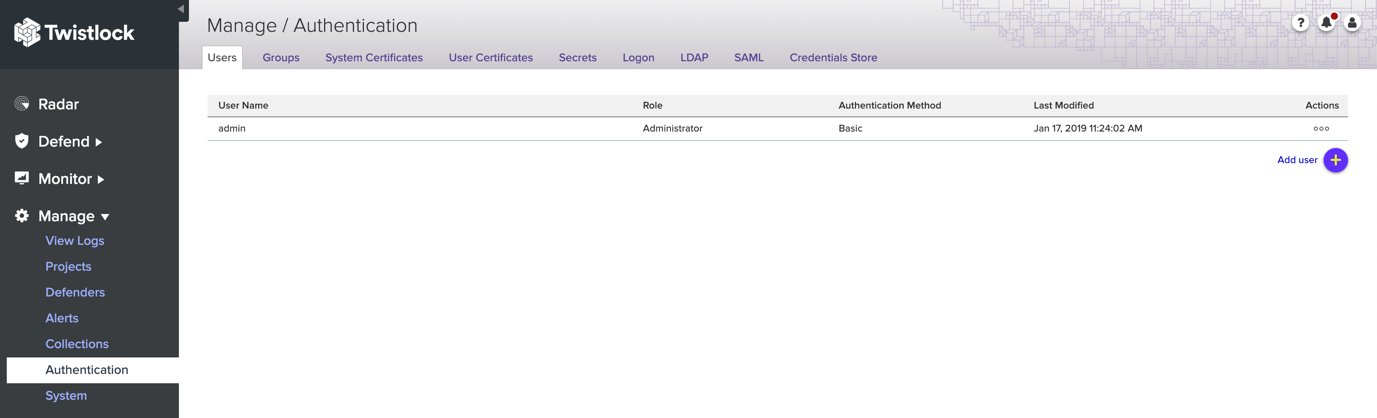 Twistlock
Manage / Authentication
?
Users Groups System Certificates User Certificates Secrets Logon LDAP SAML Credentials Store
Radar
Defend
Monitor
Manage
View Logs
Projects
Defenders
Alerts
Collections
Authentication
System
User Name Role Authentication Method Last Modified Actions
admin Administrator Basic Jan 17, 2019 11:24:02 AM
Add user +